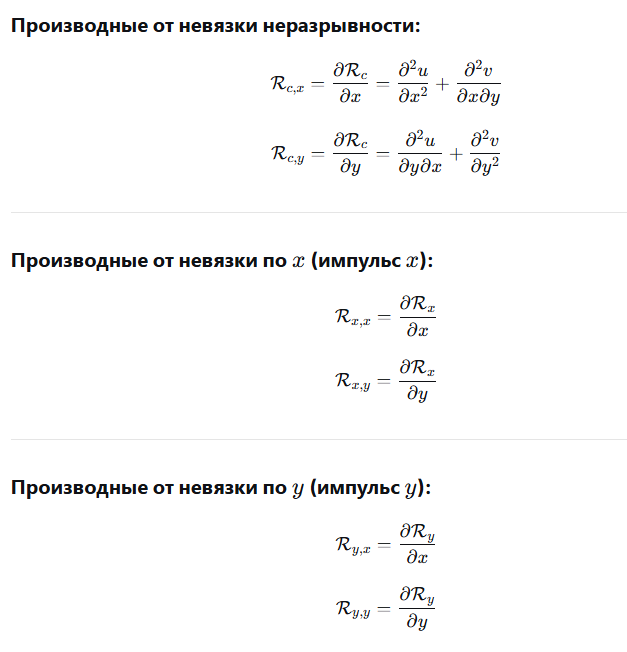 Производные от невязки неразрывности:
$\mathcal{R}_{c,x} = \frac{\partial \mathcal{R}_c}{\partial x} = \frac{\partial^2 u}{\partial x^2} + \frac{\partial^2 v}{\partial x \partial y}$
$\mathcal{R}_{c,y} = \frac{\partial \mathcal{R}_c}{\partial y} = \frac{\partial^2 u}{\partial y \partial x} + \frac{\partial^2 v}{\partial y^2}$
Производные от невязки по $x$ (импульс $x$):
$\mathcal{R}_{x,x} = \frac{\partial \mathcal{R}_x}{\partial x}$
$\mathcal{R}_{x,y} = \frac{\partial \mathcal{R}_x}{\partial y}$
Производные от невязки по $y$ (импульс $y$):
$\mathcal{R}_{y,x} = \frac{\partial \mathcal{R}_y}{\partial x}$
$\mathcal{R}_{y,y} = \frac{\partial \mathcal{R}_y}{\partial y}$